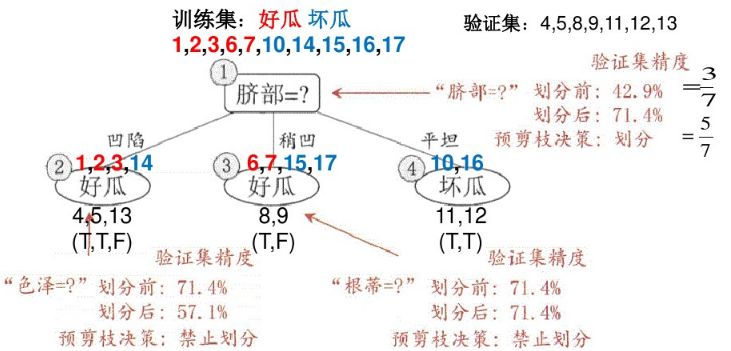 训练集：好瓜 坏瓜
验证集：4,5,8,9,11,12,13
1,2,3,6,7,10,14,15,16,17
①
脐部=?
验证集精度
“脐部=?” 划分前：42.9% =3/7
划分后：71.4%
预剪枝决策：划分 =5/7
凹陷 稍凹 平坦
② 1,2,3,14 ③ 6,7,15,17 ④ 10,16
好瓜 好瓜 坏瓜
4,5,13 8,9 11,12
(T,T,F) (T,F) (T,T)
验证集精度 验证集精度
“色泽=?” 划分前：71.4% “根蒂=?” 划分前：71.4%
划分后：57.1% 划分后：71.4%
预剪枝决策：禁止划分 预剪枝决策：禁止划分